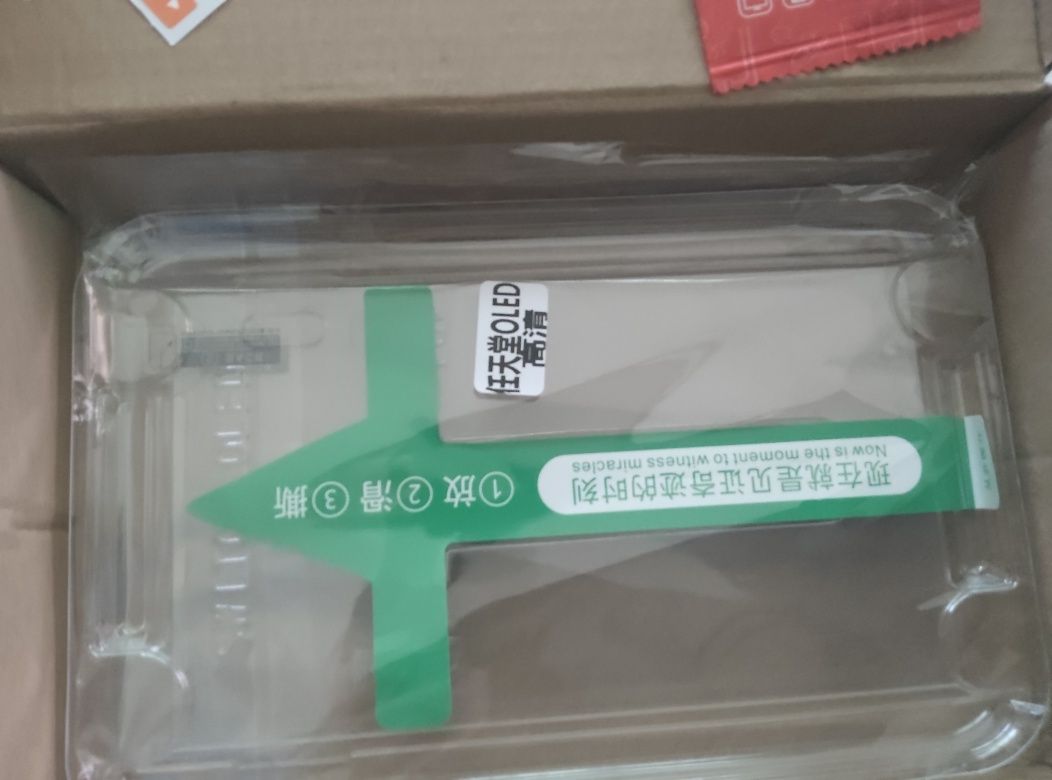 任天堂OLED
高清
①放②滑③撕
现在就是见证奇迹的时刻
Now is the moment to witness miracles